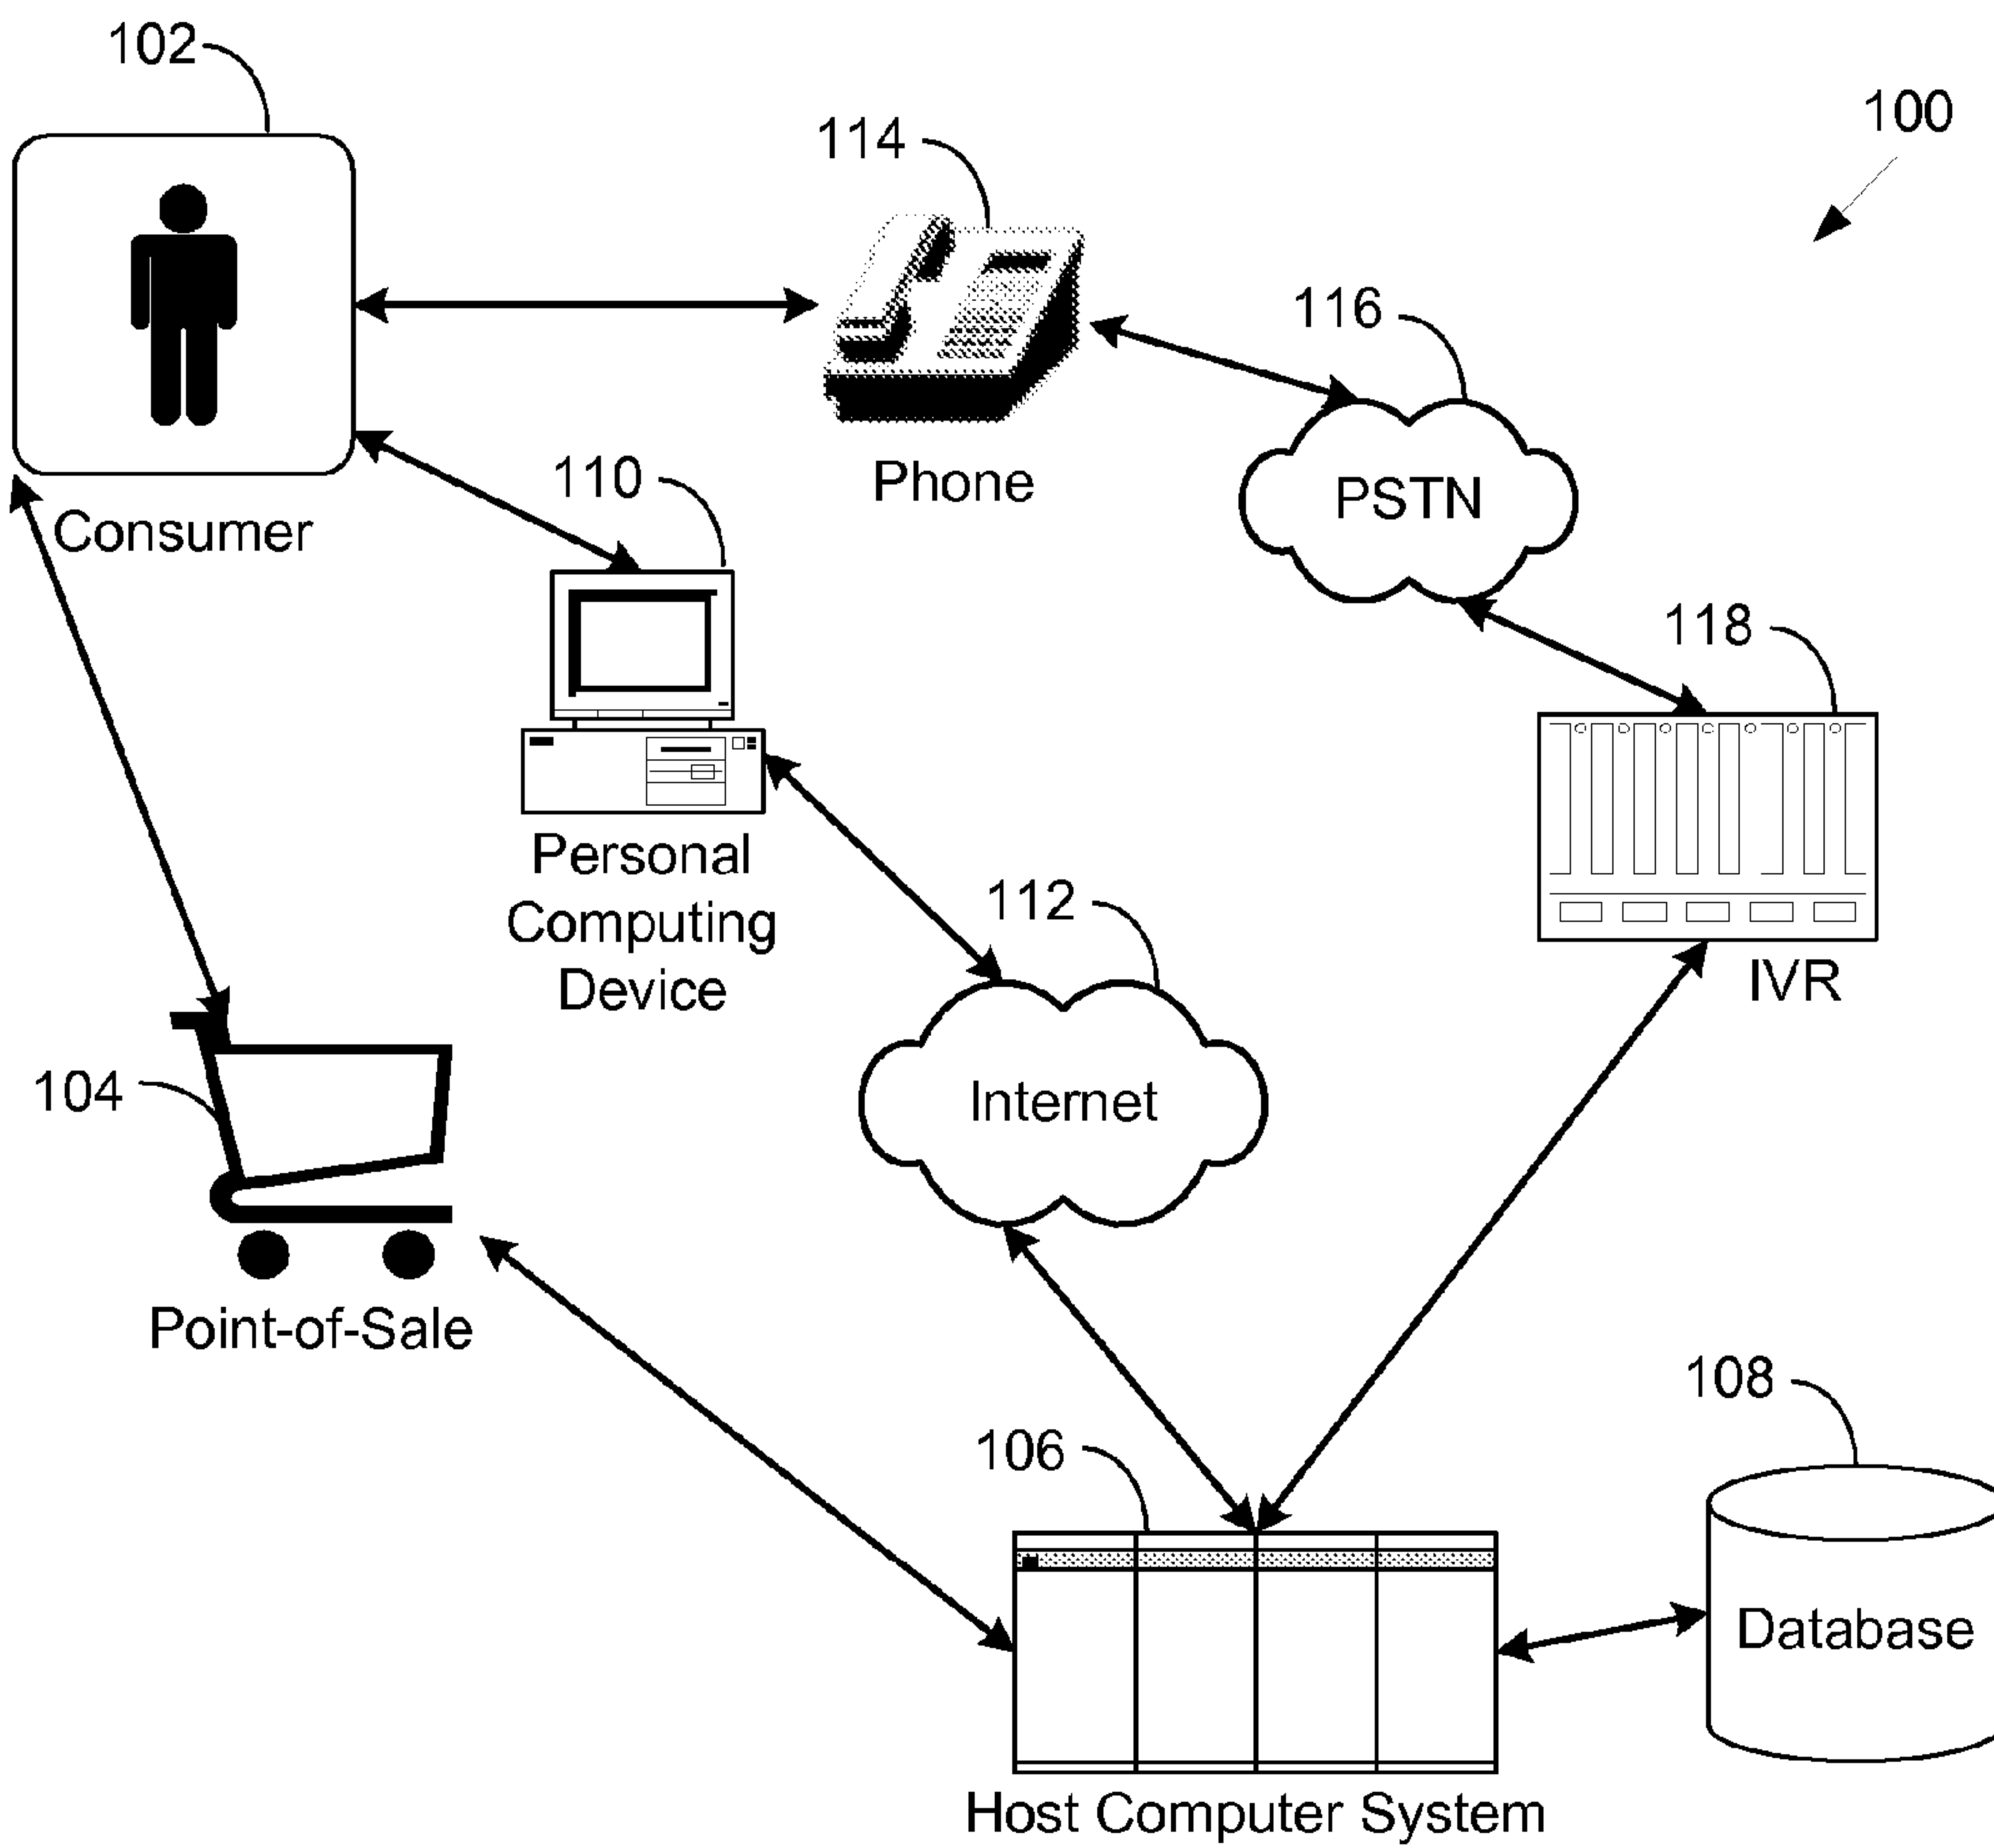 102
100
114
116
Consumer
110
Phone
PSTN
118
Personal
Computing
Device
112
IVR
104
Internet
Point-of-Sale
108
106
Database
Host Computer System